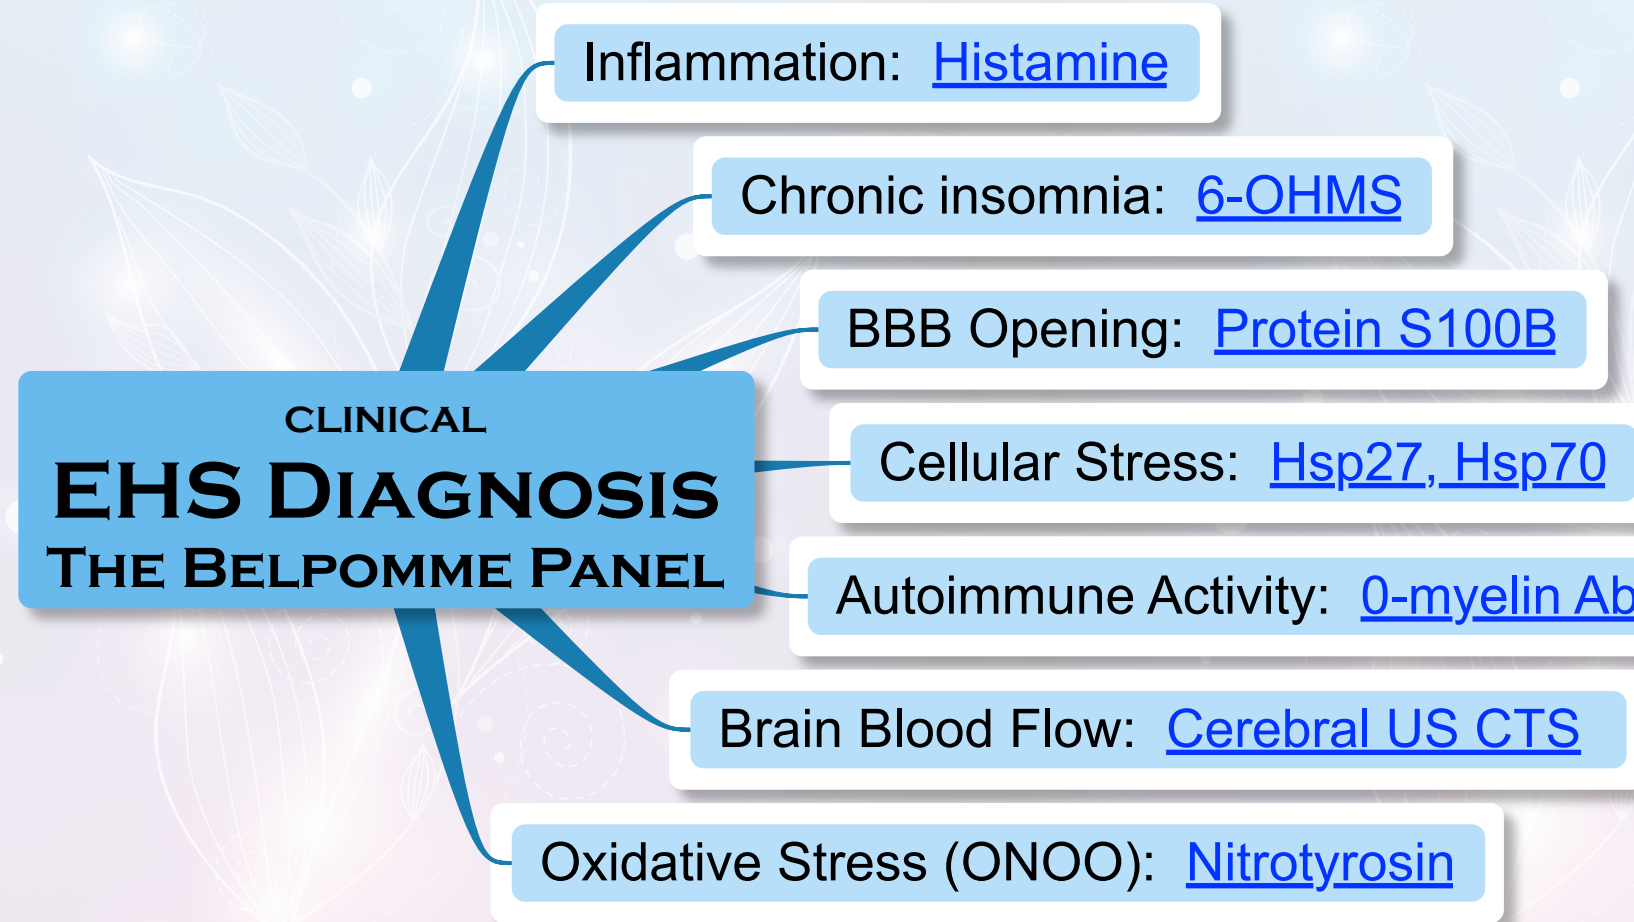 Inflammation: Histamine
Chronic insomnia: 6-OHMS
BBB Opening: Protein S100B
Cellular Stress: Hsp27, Hsp70
CLINICAL
EHS DIAGNOSIS
THE BELPOMME PANEL
Autoimmune Activity: 0-myelin Ab
Brain Blood Flow: Cerebral US CTS
Oxidative Stress (ONOO): Nitrotyrosin